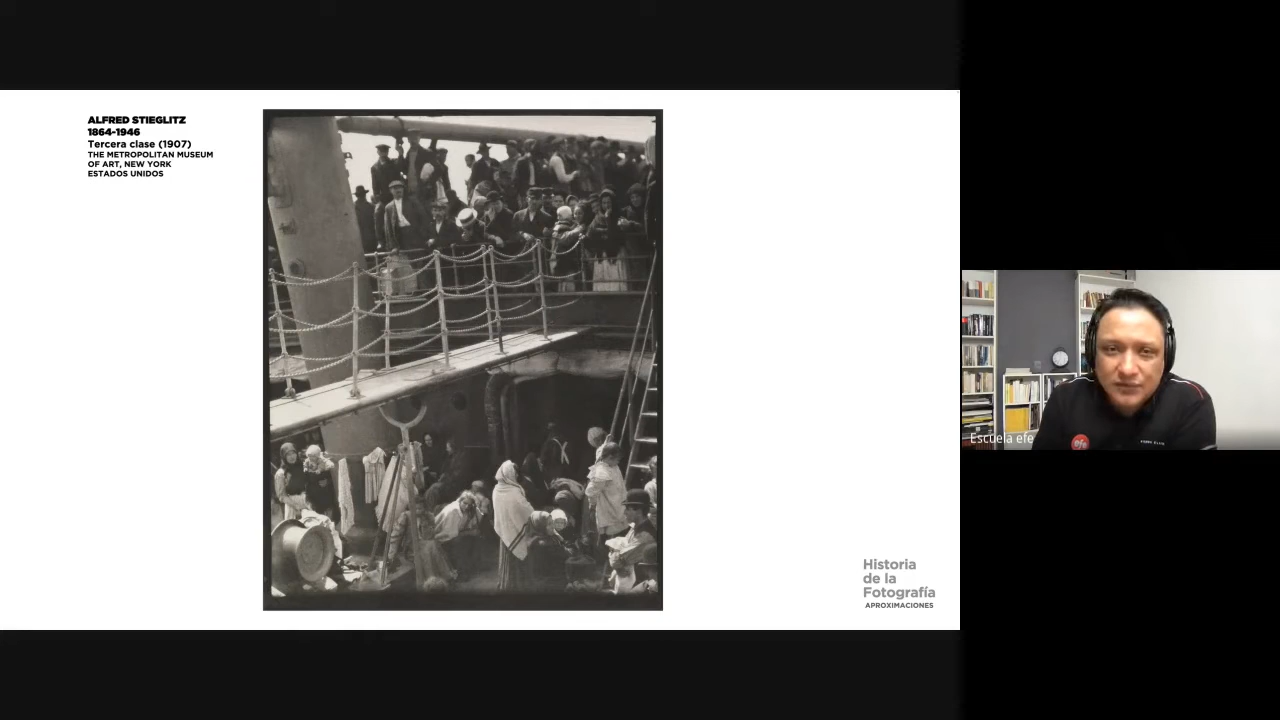 ALFRED STIEGLITZ
1864-1946
Tercera clase (1907)
THE METROPOLITAN MUSEUM
OF ART, NEW YORK
ESTADOS UNIDOS
Escuela efe
efe
Historia
de la
Fotografía
APROXIMACIONES